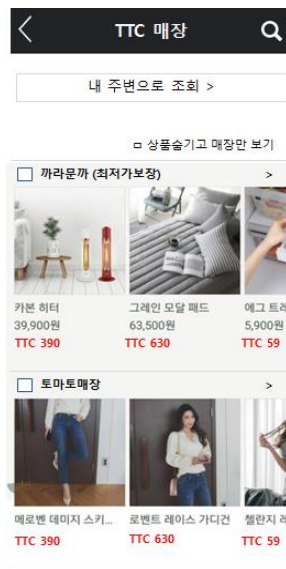 TTC 매장
내 주변으로 조회 >
ㅁ 상품숨기고 매장만 보기
까라문까 (최저가보장) >
카본 히터 그레인 모달 패드 에그 트레
39,900원 63,500원 5,900원
TTC 390 TTC 630 TTC 59
토마토매장 >
메로벤 데미지 스키... 로벤트 레이스 가디건 첼란지 레
TTC 390 TTC 630 TTC 59